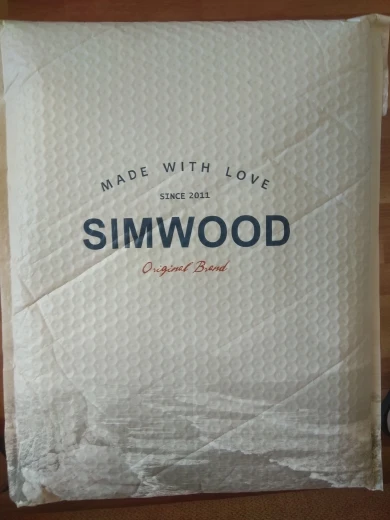 MADE WITH LOVE
SINCE 2011
SIMWOOD
Original Brand